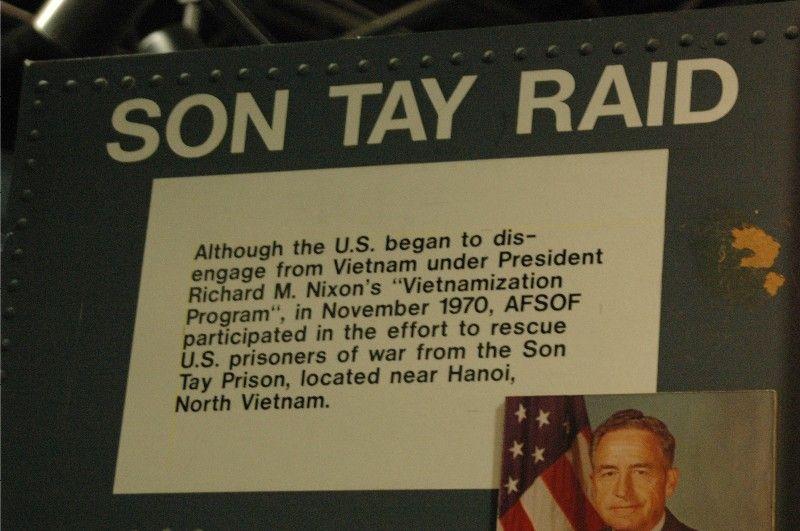 SON TAY RAID
Although the U.S. began to dis-
engage from Vietnam under President
Richard M. Nixon's "Vietnamization
Program", in November 1970, AFSOF
participated in the effort to rescue
U.S. prisoners of war from the Son
Tay Prison, located near Hanoi,
North Vietnam.